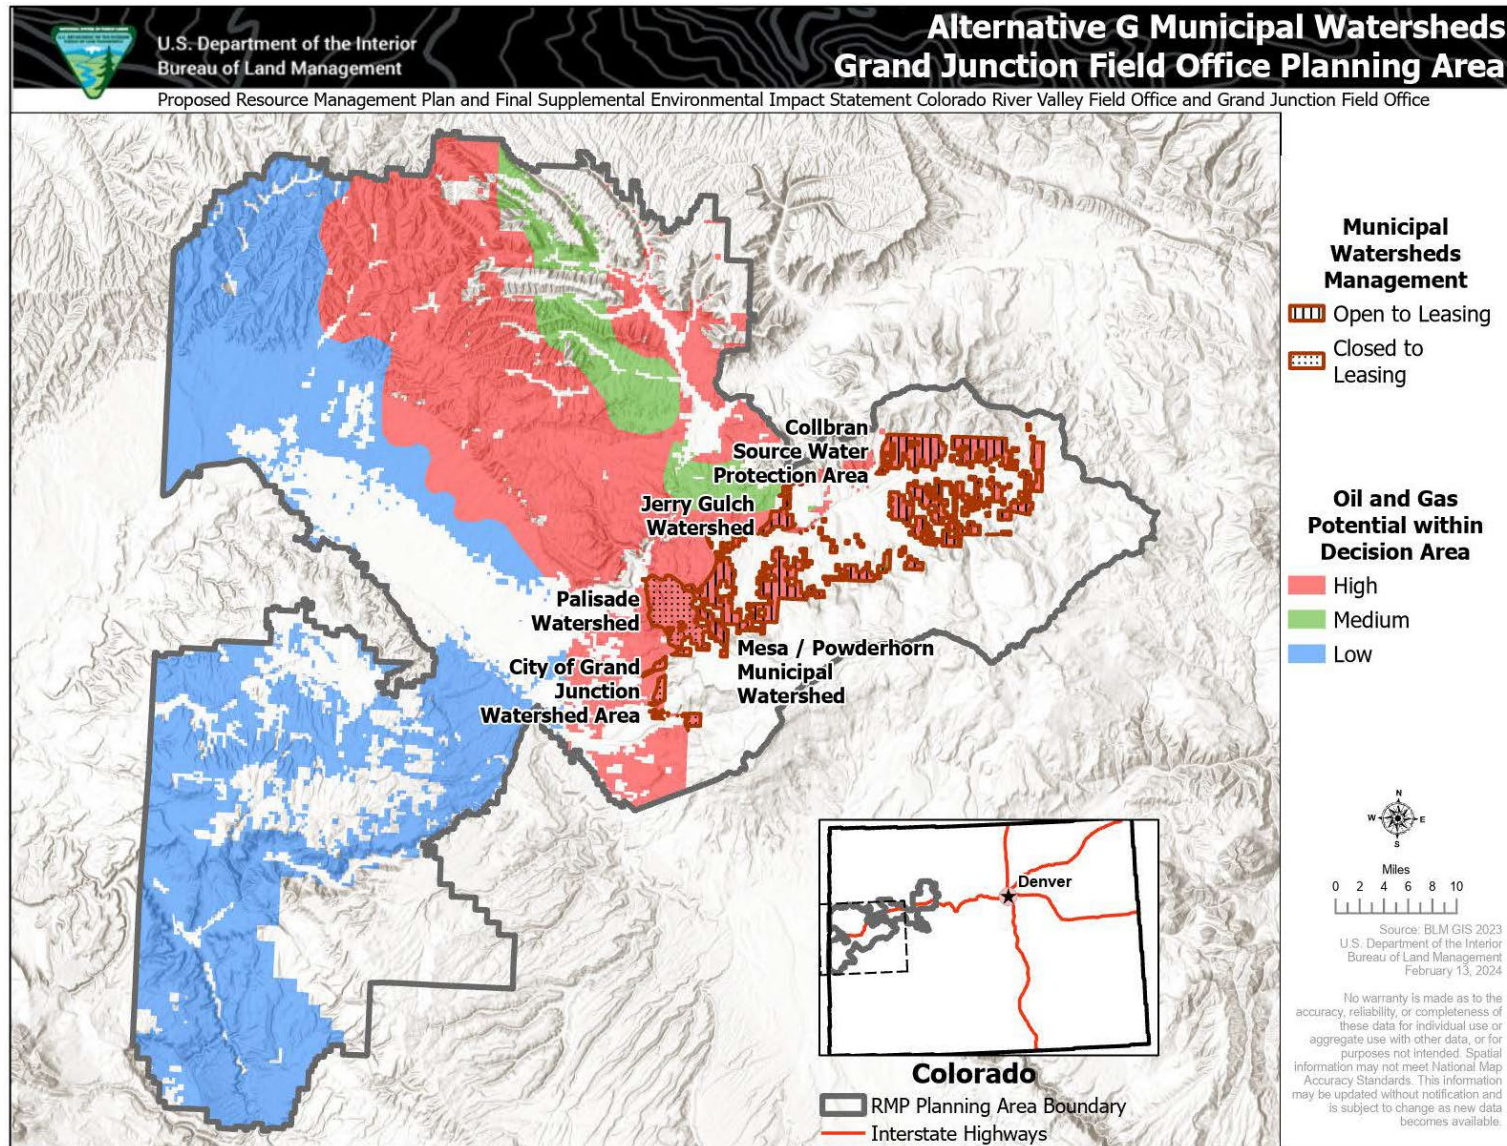 U.S. Department of the Interior
Bureau of Land Management
Alternative G Municipal Watersheds
Grand Junction Field Office Planning Area
Proposed Resource Management Plan and Final Supplemental Environmental Impact Statement Colorado River Valley Field Office and Grand Junction Field Office
Collbran
Source Water
Protection Area
Jerry Gulch
Watershed
Palisade
Watershed
City of Grand
Junction
Watershed Area
Mesa / Powderhorn
Municipal
Watershed
Municipal
Watersheds
Management
Open to Leasing
Closed to
Leasing
Oil and Gas
Potential within
Decision Area
High
Medium
Low
N
W
E
S
Miles
0 2 4 6 8 10
Source: BLM GIS 2023
U.S. Department of the Interior
Bureau of Land Management
February 13, 2024
No warranty is made as to the
accuracy, reliability, or completeness of
these data for individual use or
aggregate use with other data, or for
purposes not intended. Spatial
information may not meet National Map
Accuracy Standards. This information
may be updated without notification and
is subject to change as new data
becomes available.
Denver
Colorado
RMP Planning Area Boundary
Interstate Highways